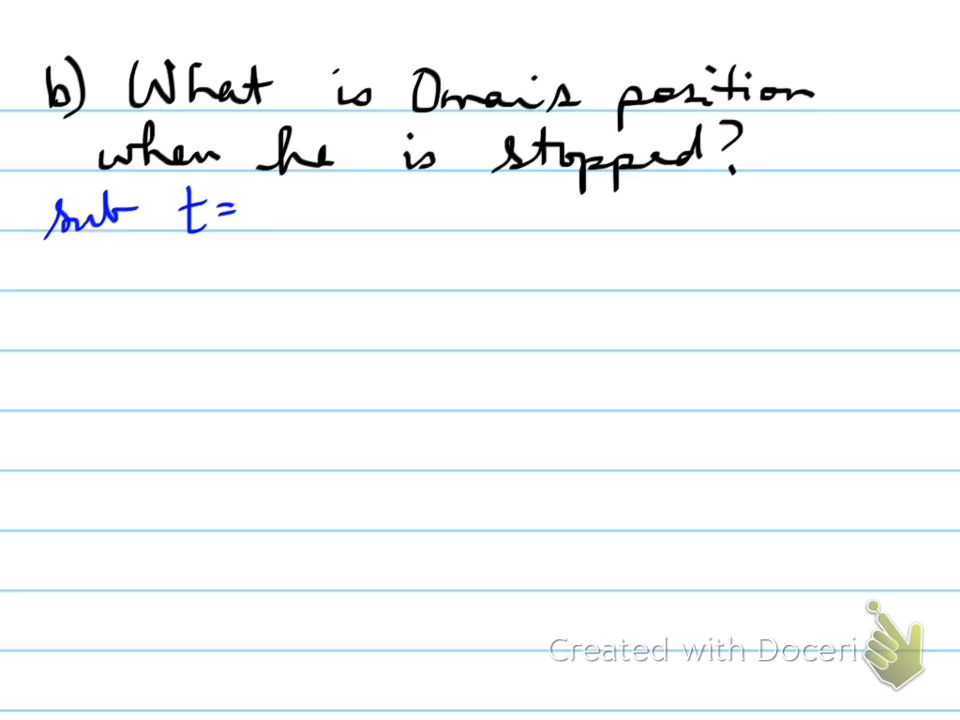 b) What is Omar's position
when he is stopped?
sub t=
Created with Doceri